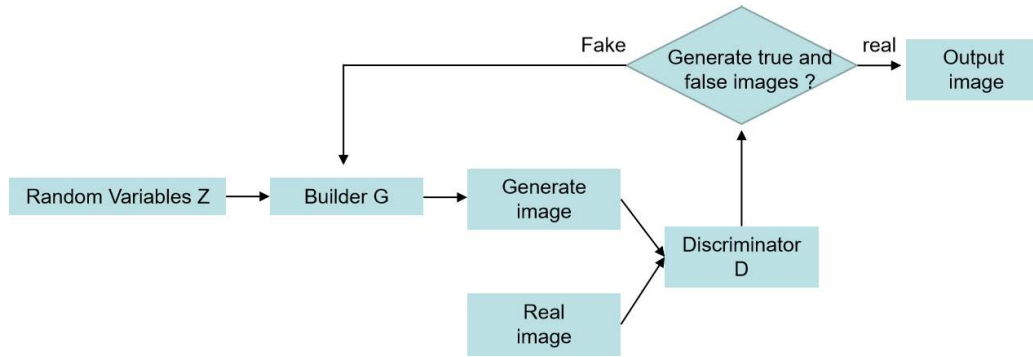 Fake
Generate true and
false images ?
real
Output
image
Random Variables Z
Builder G
Generate
image
Discriminator
D
Real
image